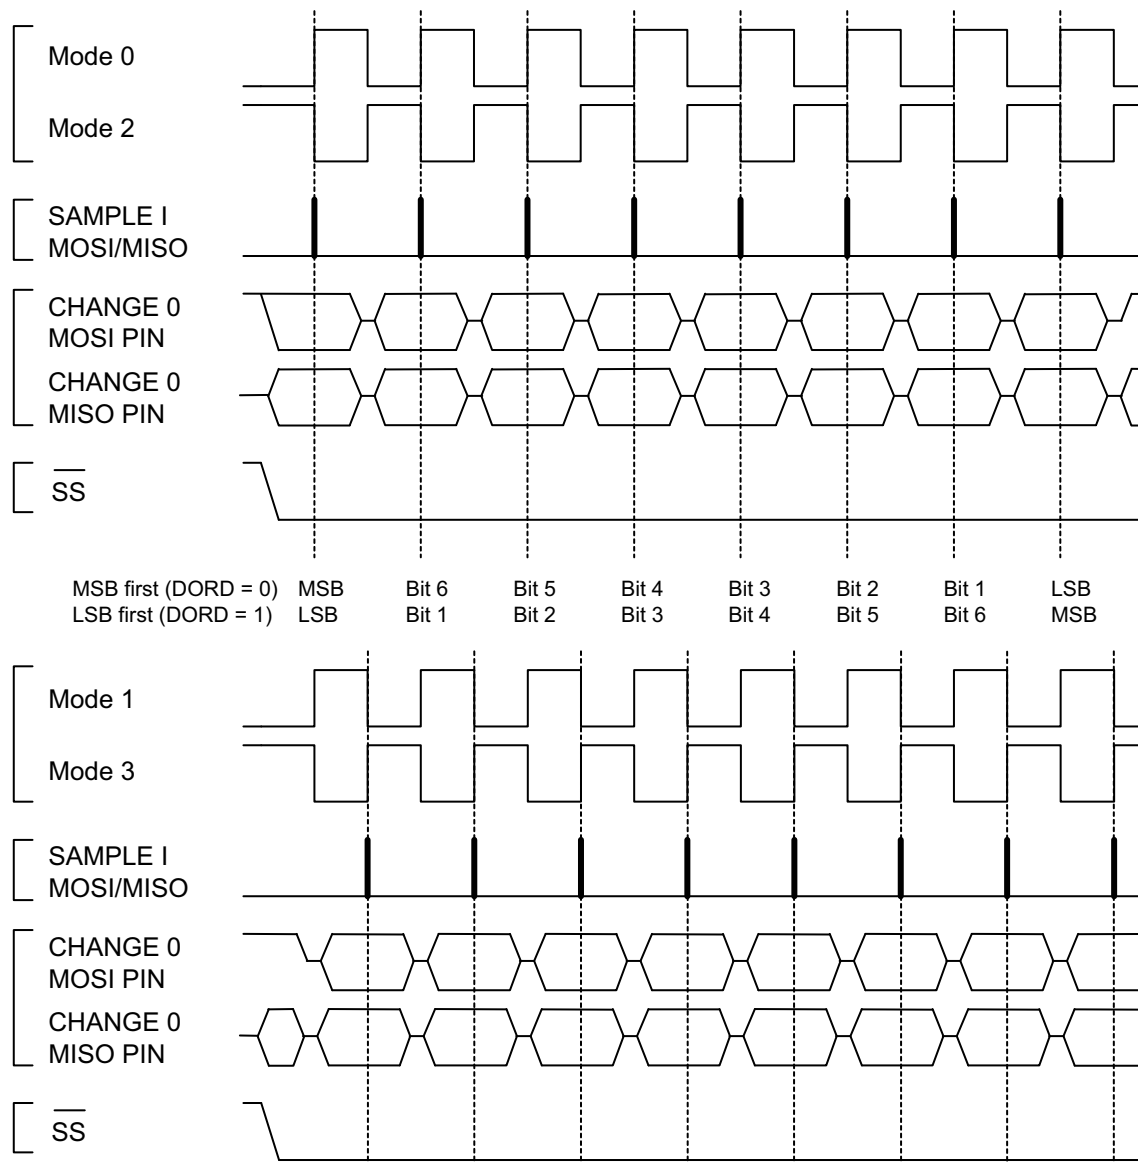 Mode 0
Mode 2
SAMPLE I
MOSI/MISO
CHANGE 0
MOSI PIN
CHANGE 0
MISO PIN
SS
MSB first (DORD = 0) MSB Bit 6 Bit 5 Bit 4 Bit 3 Bit 2 Bit 1 LSB
LSB first (DORD = 1) LSB Bit 1 Bit 2 Bit 3 Bit 4 Bit 5 Bit 6 MSB
Mode 1
Mode 3
SAMPLE I
MOSI/MISO
CHANGE 0
MOSI PIN
CHANGE 0
MISO PIN
SS